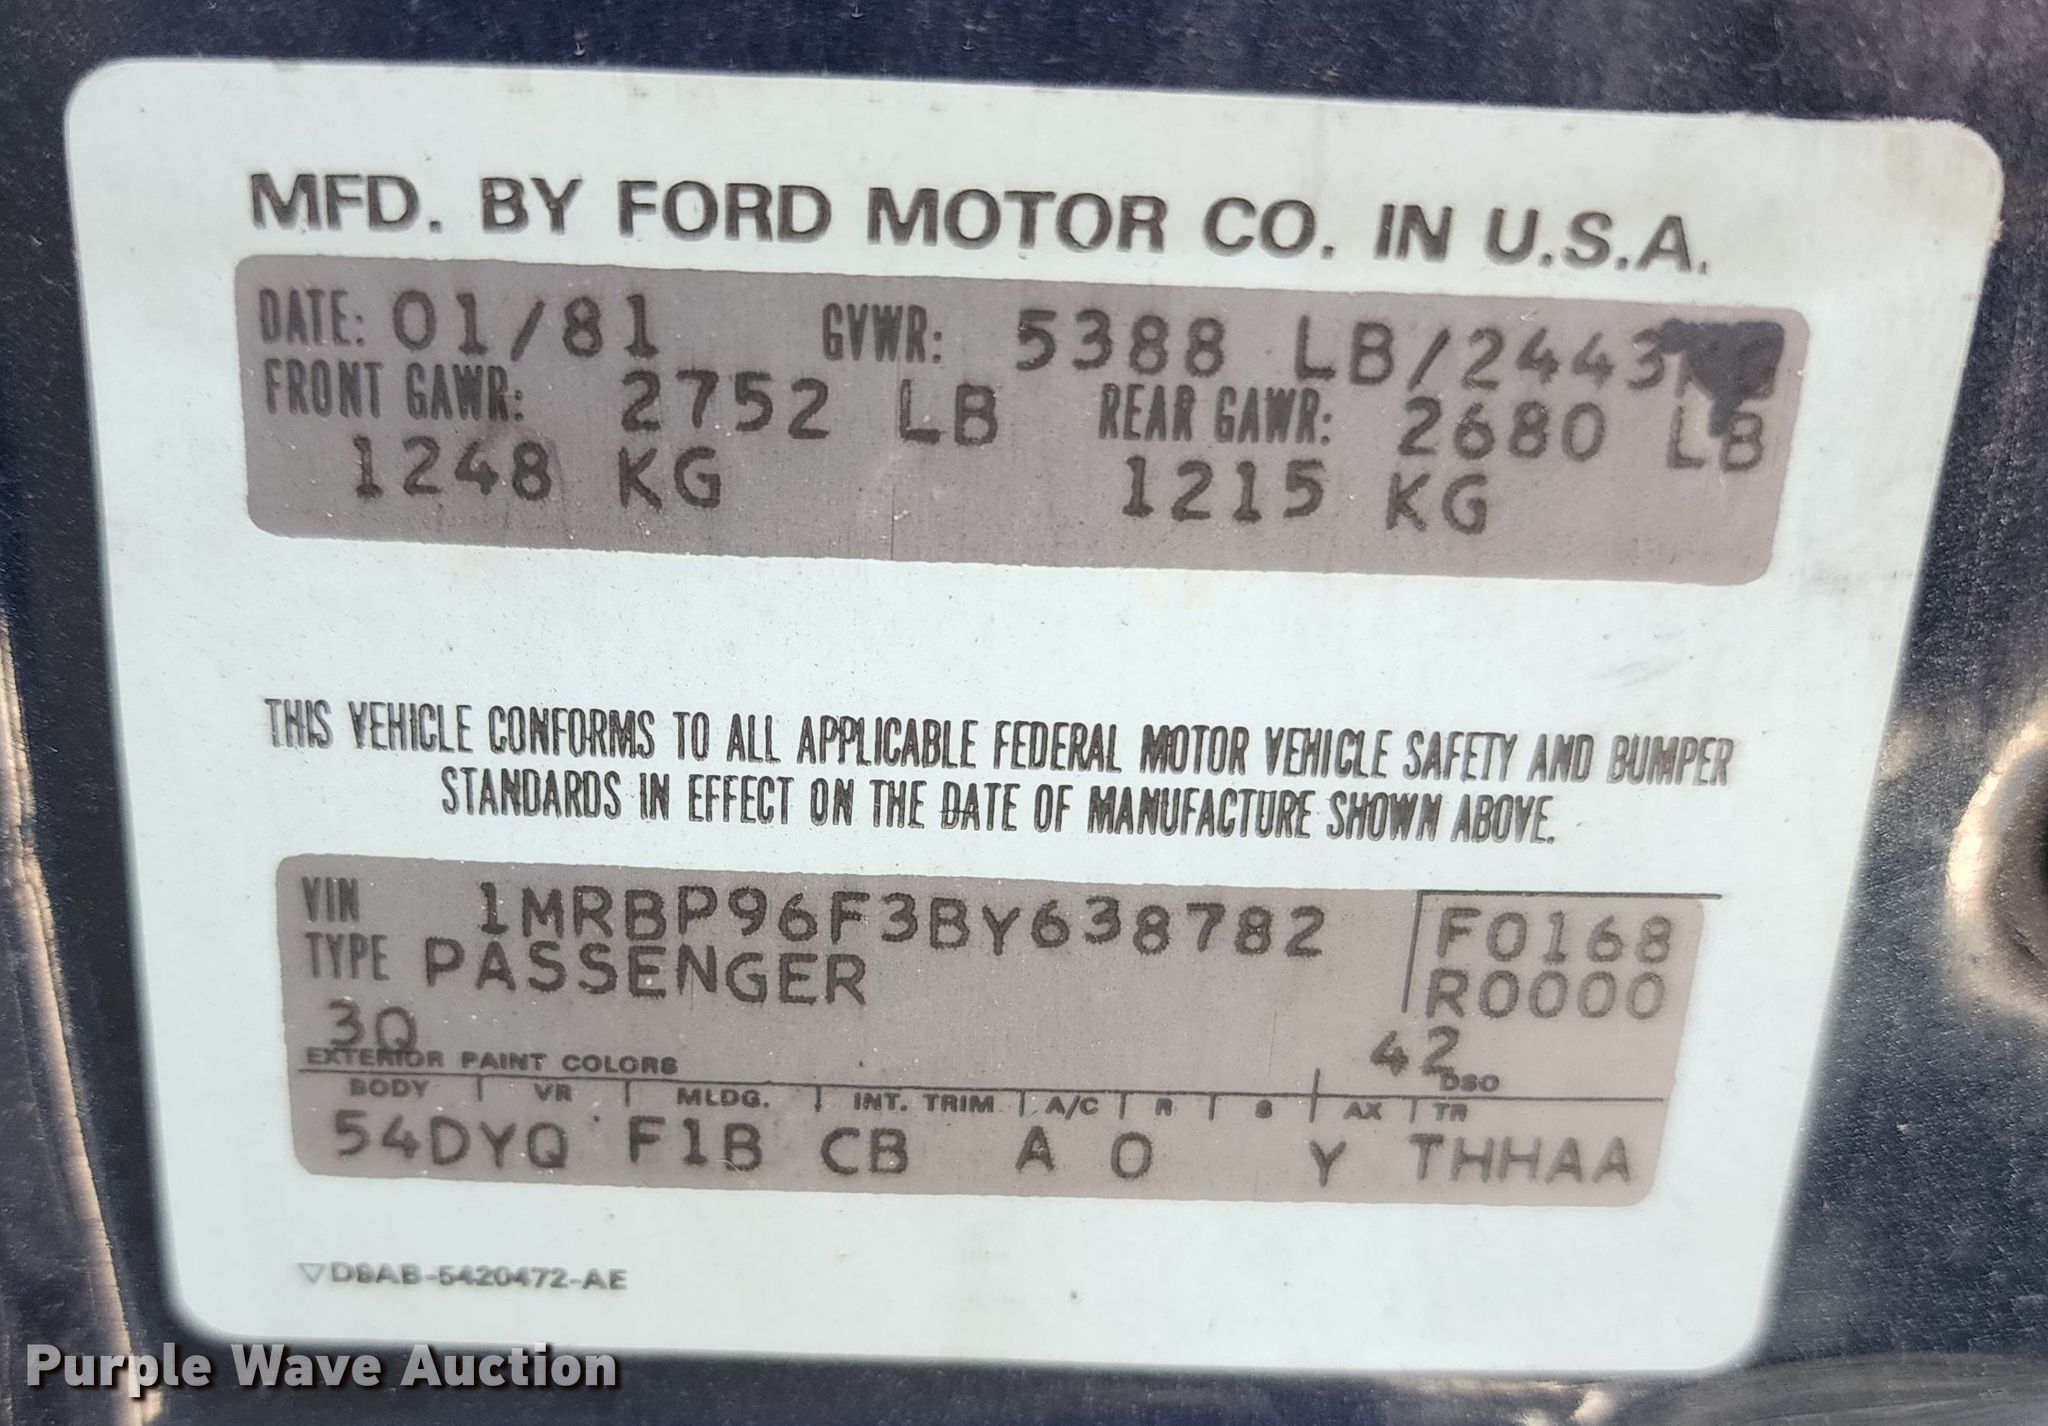 MFD. BY FORD MOTOR CO. IN U.S.A.
DATE: 01/81 GVWR: 5388 LB/2443
FRONT GAWR: 2752 LB REAR GAWR: 2680 LB
1248 KG 1215 KG
THIS VEHICLE CONFORMS TO ALL APPLICABLE FEDERAL MOTOR VEHICLE SAFETY AND BUMPER
STANDARDS IN EFFECT ON THE DATE OF MANUFACTURE SHOWN ABOVE.
VIN 1MRBP96F3BY638782 F0168
TYPE PASSENGER R0000
3Q 42
EXTERIOR PAINT COLORS DSO
BODY VR MLDG. INT. TRIM A/C R S AX TR
54DYQ F1B CB A 0 Y THHAA
▽D8AB-5420472-AE
Purple Wave Auction